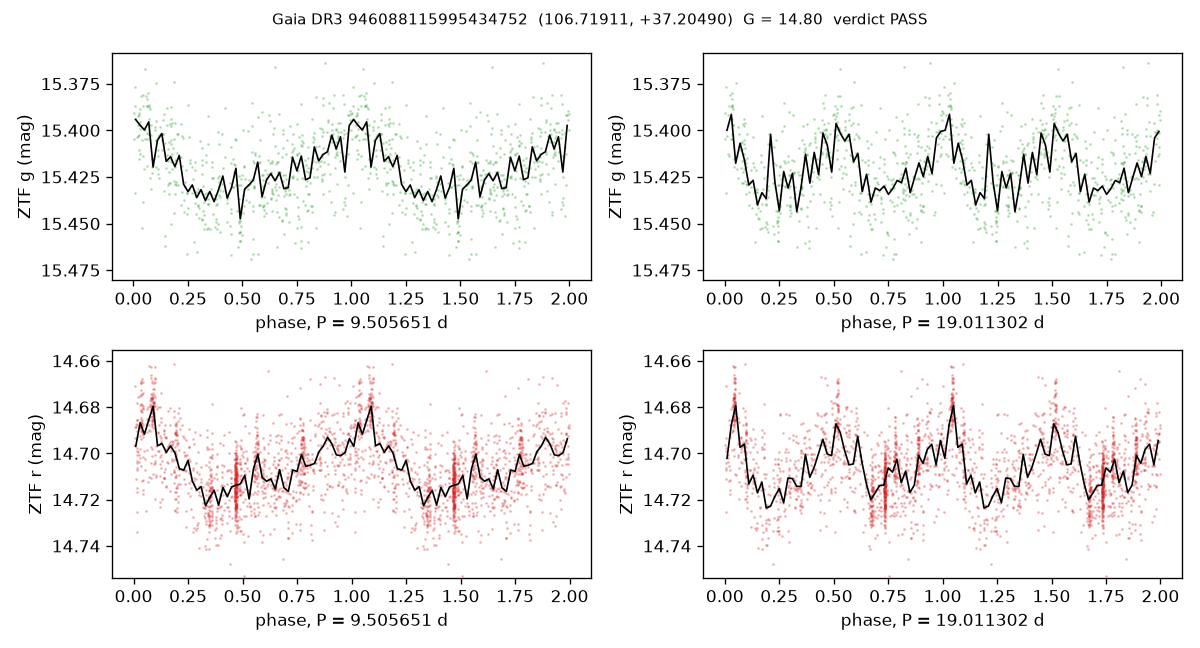 Gaia DR3 946088115995434752  (106.71911, +37.20490)  G = 14.80  verdict PASS
ZTF g (mag)
15.375
15.400
15.425
15.450
15.475
0.00 0.25 0.50 0.75 1.00 1.25 1.50 1.75 2.00
phase, P = 9.505651 d
ZTF g (mag)
15.375
15.400
15.425
15.450
15.475
0.00 0.25 0.50 0.75 1.00 1.25 1.50 1.75 2.00
phase, P = 19.011302 d
ZTF r (mag)
14.66
14.68
14.70
14.72
14.74
0.00 0.25 0.50 0.75 1.00 1.25 1.50 1.75 2.00
phase, P = 9.505651 d
ZTF r (mag)
14.66
14.68
14.70
14.72
14.74
0.00 0.25 0.50 0.75 1.00 1.25 1.50 1.75 2.00
phase, P = 19.011302 d